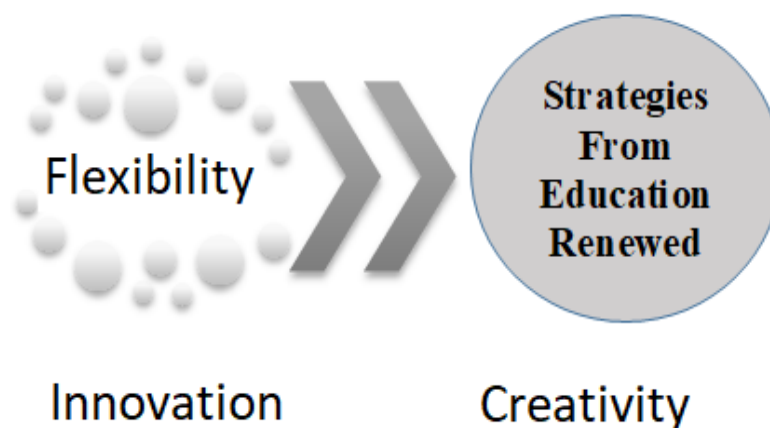 Flexibility
Strategies
From
Education
Renewed
Innovation
Creativity